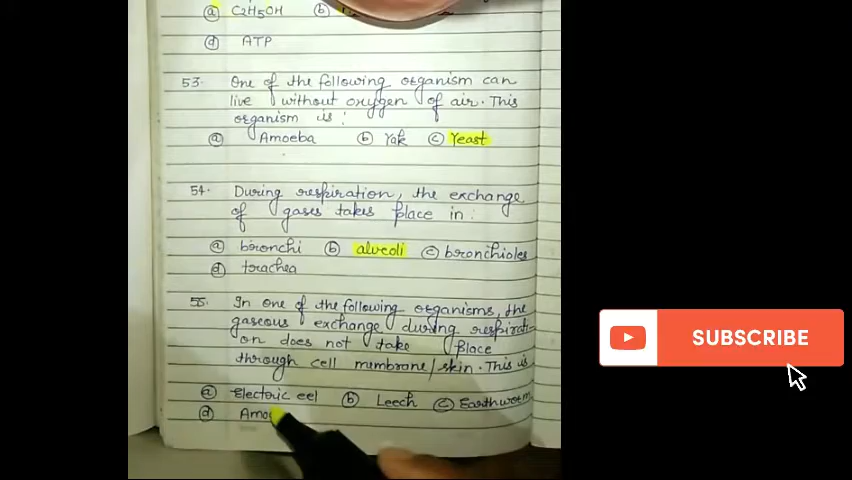 (a) C2H5OH (b)
(d) ATP
53. One of the following organism can
live without oxygen of air. This
organism is :
(a) Amoeba (b) Yak (c) Yeast
54. During respiration, the exchange
of gases takes place in :
(a) bronchi (b) alveoli (c) bronchioles
(d) trachea
55. In one of the following organisms, the
gaseous exchange during respirati-
on does not take place
through cell membrane/skin. This is
(a) Electric eel (b) Leech (c) Earthworm
(d) Amo
SUBSCRIBE